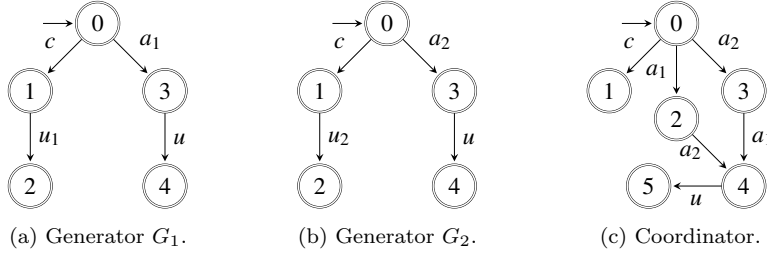 0
c
a₁
1
3
u₁
u
2
4
(a) Generator G₁.
0
c
a₂
1
3
u₂
u
2
4
(b) Generator G₂.
0
c
a₂
a₁
1
2
3
a₂
a
5
u
4
(c) Coordinator.